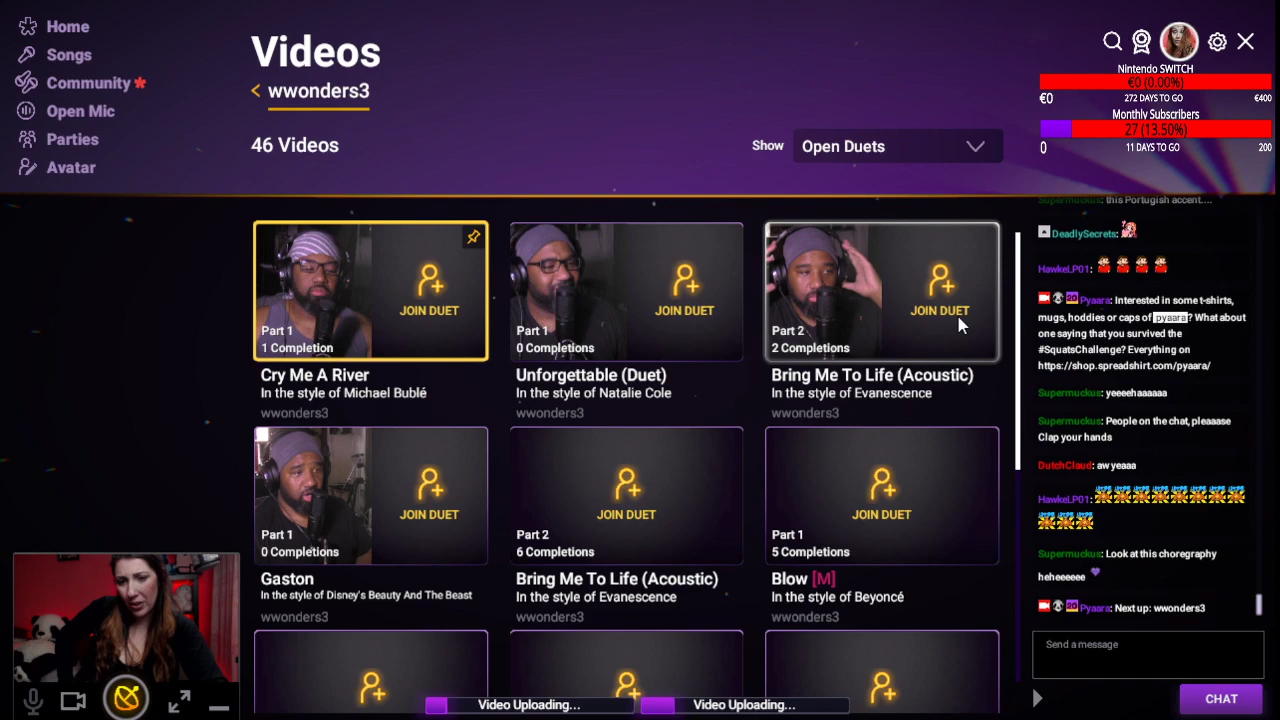 Home
Songs
Community *
Open Mic
Parties
Avatar
Videos
< wwonders3
46 Videos
Show
Open Duets
Nintendo SWITCH
€0 (0.00%)
€0
272 DAYS TO GO
€400
Monthly Subscribers
27 (13.50%)
0
11 DAYS TO GO
200
JOIN DUET
Part 1
1 Completion
Cry Me A River
In the style of Michael Bublé
wwonders3
JOIN DUET
Part 1
0 Completions
Unforgettable (Duet)
In the style of Natalie Cole
wwonders3
JOIN DUET
Part 2
2 Completions
Bring Me To Life (Acoustic)
In the style of Evanescence
wwonders3
JOIN DUET
Part 1
0 Completions
Gaston
In the style of Disney's Beauty And The Beast
wwonders3
JOIN DUET
Part 2
6 Completions
Bring Me To Life (Acoustic)
In the style of Evanescence
wwonders3
JOIN DUET
Part 1
5 Completions
Blow [M]
In the style of Beyoncé
wwonders3
Video Uploading...
Video Uploading...
Supermuckus: this Portugish accent....
DeadlySecrets:
HawkeLP01:
20 Pyaara: Interested in some t-shirts,
mugs, hoddies or caps of pyaara? What about
one saying that you survived the
#SquatsChallenge? Everything on
https://shop.spreadshirt.com/pyaara/
Supermuckus: yeeeehaaaaaa
Supermuckus: People on the chat, pleaaase
Clap your hands
DutchClaud: aw yeaaa
HawkeLP01:
Supermuckus: Look at this choregraphy
heheeeeee
20 Pyaara: Next up: wwonders3
Send a message
CHAT